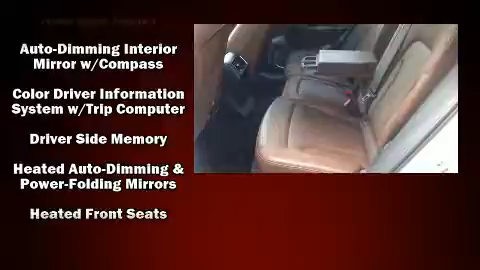 Auto-Dimming Interior
Mirror w/Compass
Color Driver Information
System w/Trip Computer
Driver Side Memory
Heated Auto-Dimming &
Power-Folding Mirrors
Heated Front Seats